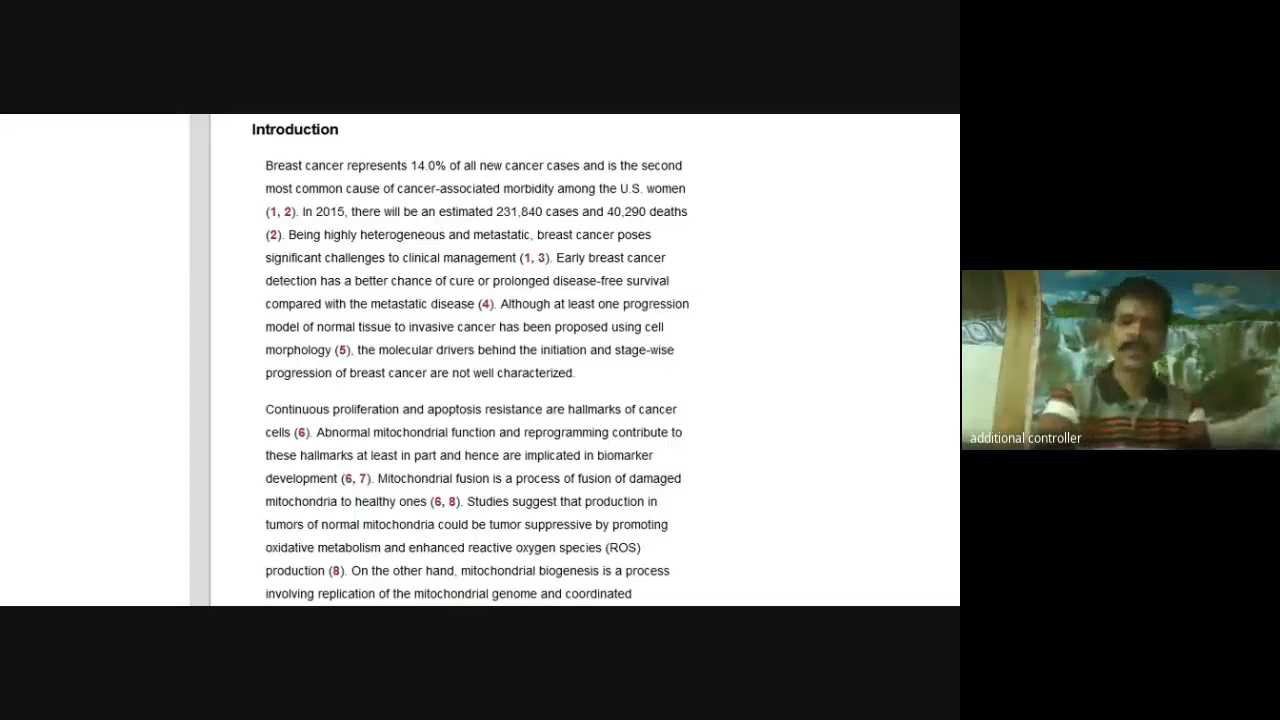 Introduction
Breast cancer represents 14.0% of all new cancer cases and is the second
most common cause of cancer-associated morbidity among the U.S. women
(1, 2). In 2015, there will be an estimated 231,840 cases and 40,290 deaths
(2). Being highly heterogeneous and metastatic, breast cancer poses
significant challenges to clinical management (1, 3). Early breast cancer
detection has a better chance of cure or prolonged disease-free survival
compared with the metastatic disease (4). Although at least one progression
model of normal tissue to invasive cancer has been proposed using cell
morphology (5), the molecular drivers behind the initiation and stage-wise
progression of breast cancer are not well characterized.
Continuous proliferation and apoptosis resistance are hallmarks of cancer
cells (6). Abnormal mitochondrial function and reprogramming contribute to
these hallmarks at least in part and hence are implicated in biomarker
development (6, 7). Mitochondrial fusion is a process of fusion of damaged
mitochondria to healthy ones (6, 8). Studies suggest that production in
tumors of normal mitochondria could be tumor suppressive by promoting
oxidative metabolism and enhanced reactive oxygen species (ROS)
production (8). On the other hand, mitochondrial biogenesis is a process
involving replication of the mitochondrial genome and coordinated
additional controller